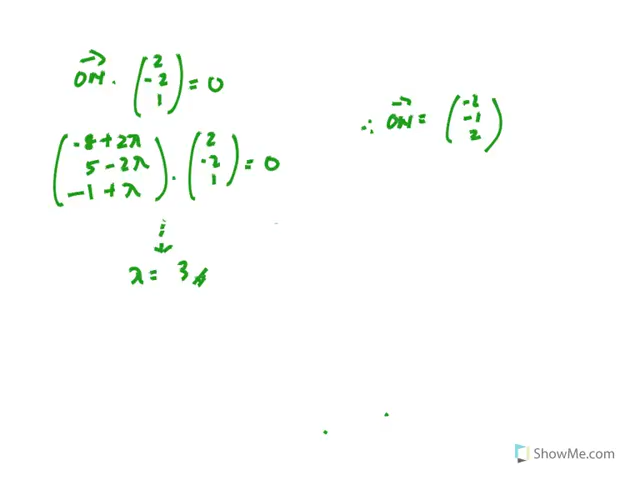 →ON · (2 -2 1) = 0
(-8+2λ 5-2λ -1+λ) · (2 -2 1) = 0
⋮
↓
λ = 3 //
∴ →ON = (-2 -1 2)
ShowMe.com